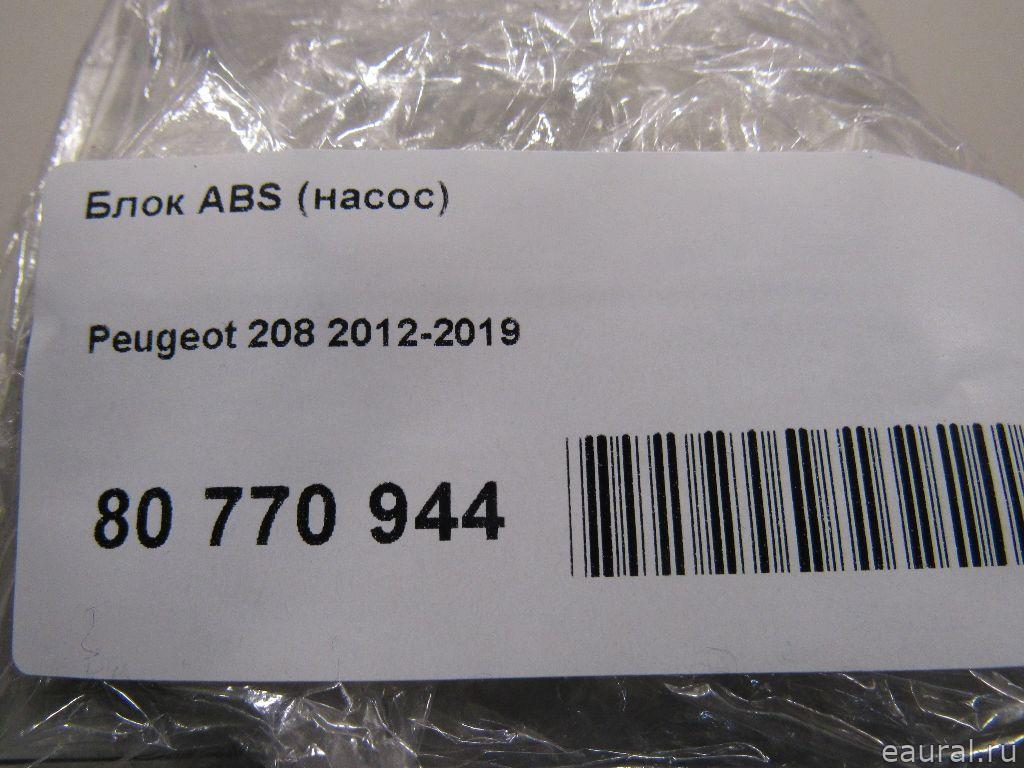 Блок ABS (насос)
Peugeot 208 2012-2019
80 770 944
eaural.ru